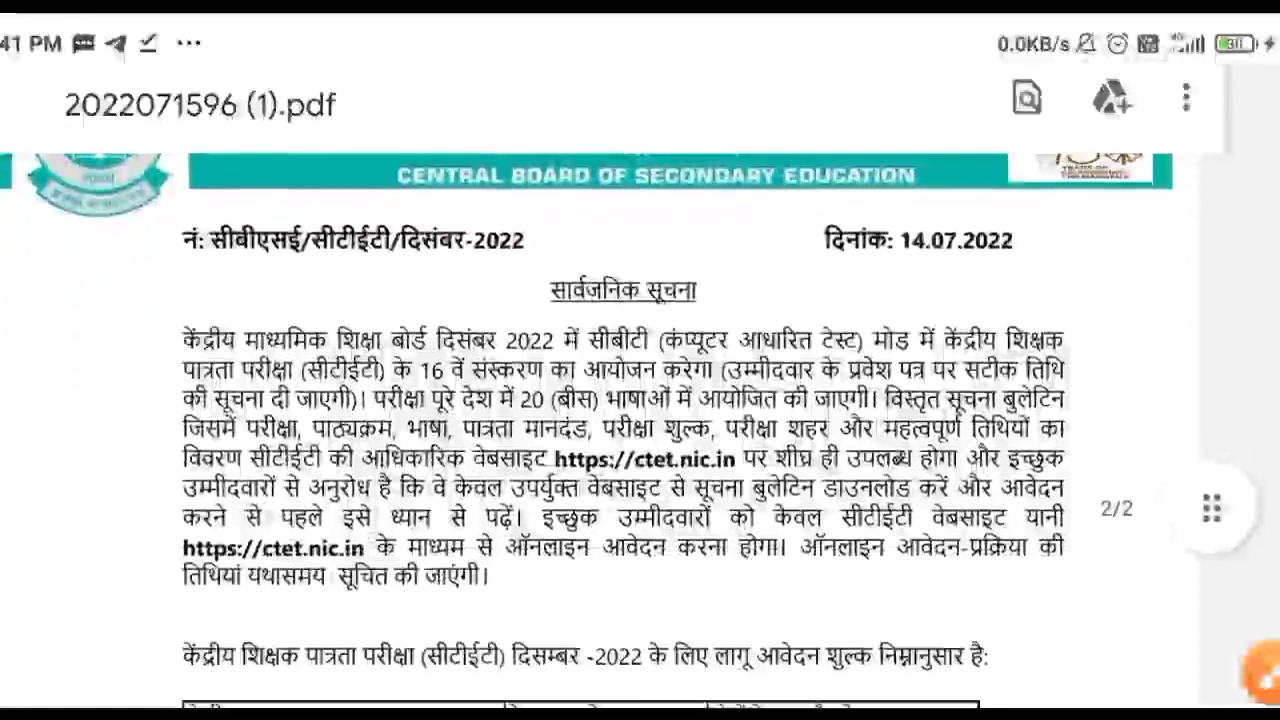 41 PM
0.0KB/s
30
2022071596 (1).pdf
CENTRAL BOARD OF SECONDARY EDUCATION
नं: सीबीएसई/सीटीईटी/दिसंबर-2022 दिनांक: 14.07.2022
सार्वजनिक सूचना
केंद्रीय माध्यमिक शिक्षा बोर्ड दिसंबर 2022 में सीबीटी (कंप्यूटर आधारित टेस्ट) मोड में केंद्रीय शिक्षक
पात्रता परीक्षा (सीटीईटी) के 16 वें संस्करण का आयोजन करेगा (उम्मीदवार के प्रवेश पत्र पर सटीक तिथि
की सूचना दी जाएगी)। परीक्षा पूरे देश में 20 (बीस) भाषाओं में आयोजित की जाएगी। विस्तृत सूचना बुलेटिन
जिसमें परीक्षा, पाठ्यक्रम, भाषा, पात्रता मानदंड, परीक्षा शुल्क, परीक्षा शहर और महत्वपूर्ण तिथियों का
विवरण सीटीईटी की आधिकारिक वेबसाइट https://ctet.nic.in पर शीघ्र ही उपलब्ध होगा और इच्छुक
उम्मीदवारों से अनुरोध है कि वे केवल उपर्युक्त वेबसाइट से सूचना बुलेटिन डाउनलोड करें और आवेदन
करने से पहले इसे ध्यान से पढ़ें। इच्छुक उम्मीदवारों को केवल सीटीईटी वेबसाइट यानी
https://ctet.nic.in के माध्यम से ऑनलाइन आवेदन करना होगा। ऑनलाइन आवेदन-प्रक्रिया की
तिथियां यथासमय सूचित की जाएंगी।
2/2
केंद्रीय शिक्षक पात्रता परीक्षा (सीटीईटी) दिसम्बर -2022 के लिए लागू आवेदन शुल्क निम्नानुसार है: